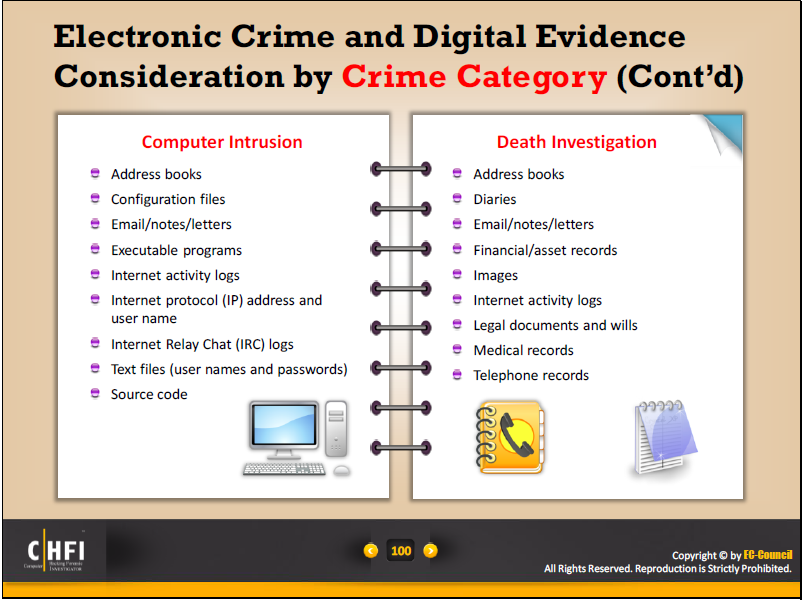 Electronic Crime and Digital Evidence
Consideration by Crime Category (Cont’d)
Computer Intrusion
Address books
Configuration files
Email/notes/letters
Executable programs
Internet activity logs
Internet protocol (IP) address and
user name
Internet Relay Chat (IRC) logs
Text files (user names and passwords)
Source code
Death Investigation
Address books
Diaries
Email/notes/letters
Financial/asset records
Images
Internet activity logs
Legal documents and wills
Medical records
Telephone records
CHFI
Computer Hacking Forensic
INVESTIGATOR
100
Copyright © by EC-Council
All Rights Reserved. Reproduction is Strictly Prohibited.